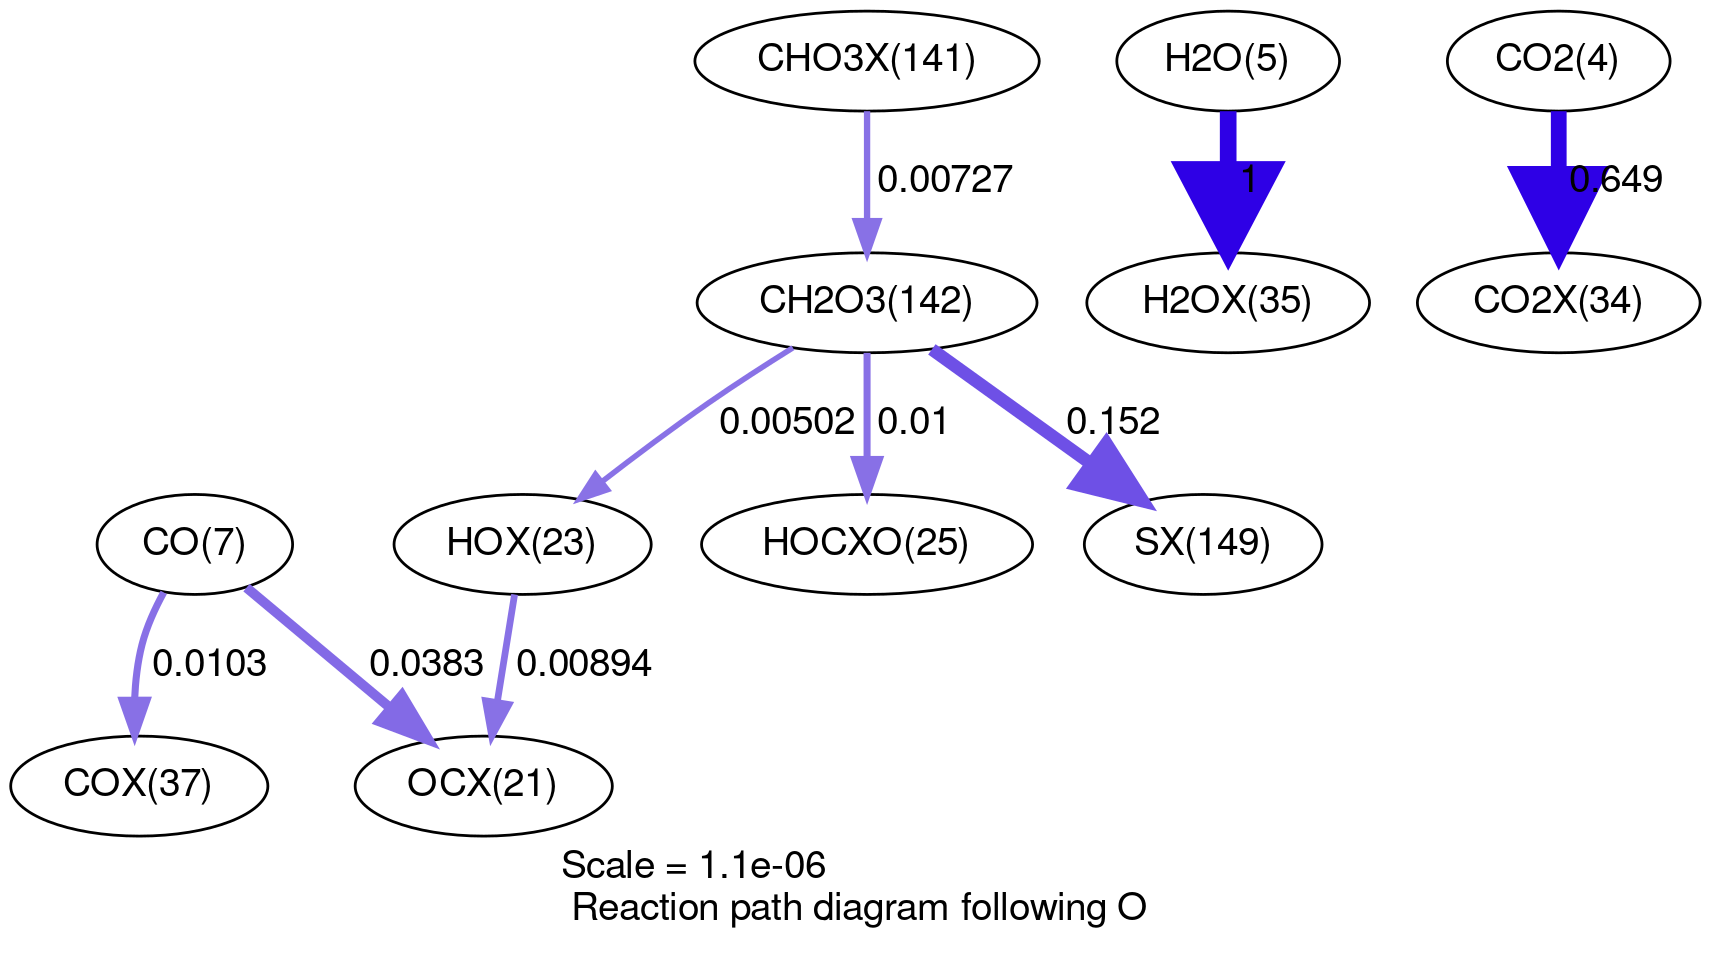 CHO3X(141)
H2O(5)
CO2(4)
0.00727
1
0.649
CH2O3(142)
H2OX(35)
CO2X(34)
0.00502
0.01
0.152
CO(7)
HOX(23)
HOCXO(25)
SX(149)
0.0103
0.0383
0.00894
COX(37)
OCX(21)
Scale = 1.1e-06
Reaction path diagram following O